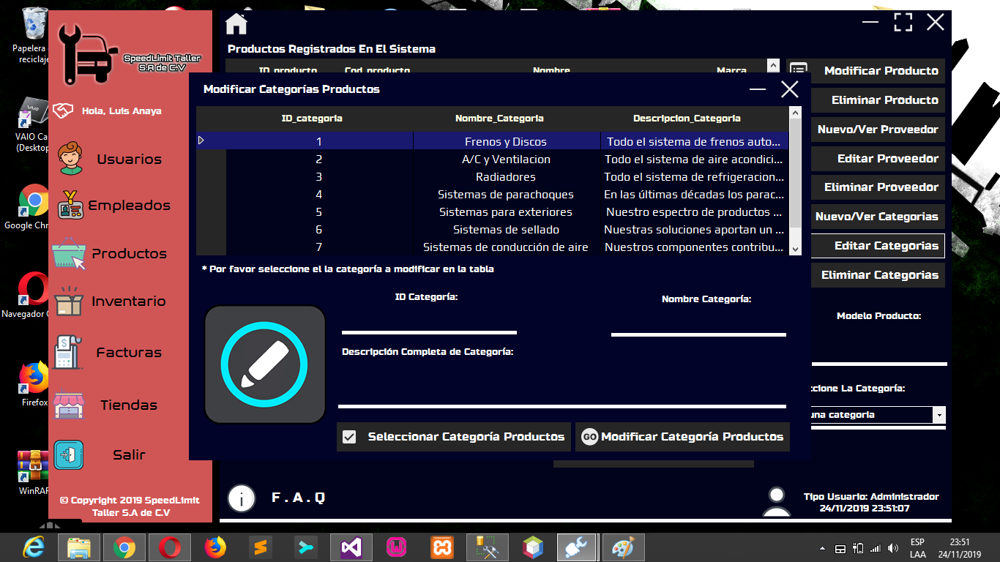 Papelera
reciclaje
VAIO Ca
(Desktop
Google Chr
Navegador
Firefox
WinRAR
SpeedLimit Taller
S.A de C.V
Hola, Luis Anaya
Usuarios
Empleados
Productos
Inventario
Facturas
Tiendas
Salir
© Copyright 2019 SpeedLimit
Taller S.A de C.V
Productos Registrados En El Sistema
ID_producto Cod_producto Nombre Marca
Modificar Categorías Productos
ID_categoria Nombre_Categoria Descripcion_Categoria
1 Frenos y Discos Todo el sistema de frenos auto...
2 A/C y Ventilacion Todo el sistema de aire acondici...
3 Radiadores Todo el sistema de refrigeracion...
4 Sistemas de parachoques En las últimas décadas los parac...
5 Sistemas para exteriores Nuestro espectro de productos ...
6 Sistemas de sellado Nuestras soluciones aportan un ...
7 Sistemas de conducción de aire Nuestros componentes contribu...
* Por favor seleccione el la categoría a modificar en la tabla
ID Categoría:
Nombre Categoría:
Descripción Completa de Categoría:
Seleccionar Categoría Productos
GO Modificar Categoría Productos
Modificar Producto
Eliminar Producto
Nuevo/Ver Proveedor
Editar Proveedor
Eliminar Proveedor
Nuevo/Ver Categorias
Editar Categorias
Eliminar Categorias
Modelo Producto:
ccione La Categoría:
una categoria
F.A.Q
Tipo Usuario: Administrador
24/11/2019 23:51:07
ESP
LAA
23:51
24/11/2019